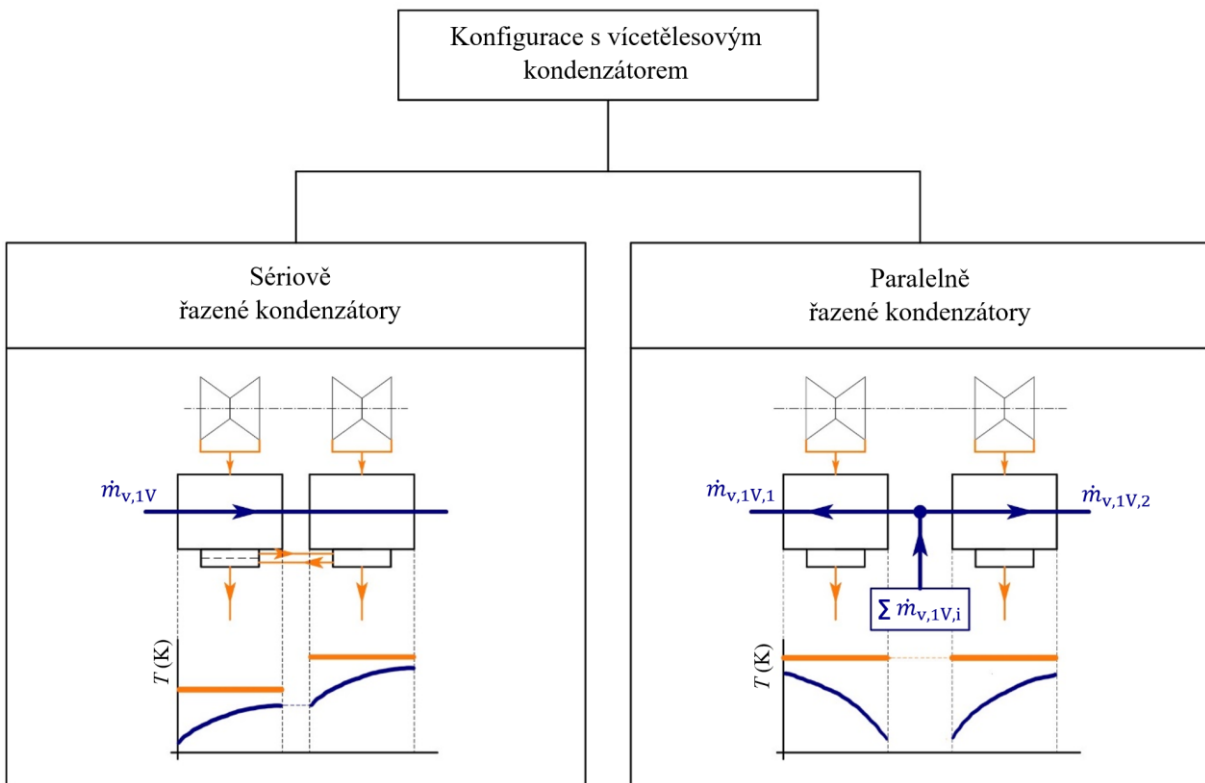 Konfigurace s vícetělesovým
kondenzátorem
Sériově
řazené kondenzátory
Paralelně
řazené kondenzátory
ṁv,1V
ṁv,1V,1
ṁv,1V,2
Σ ṁv,1V,i
T (K)
T (K)